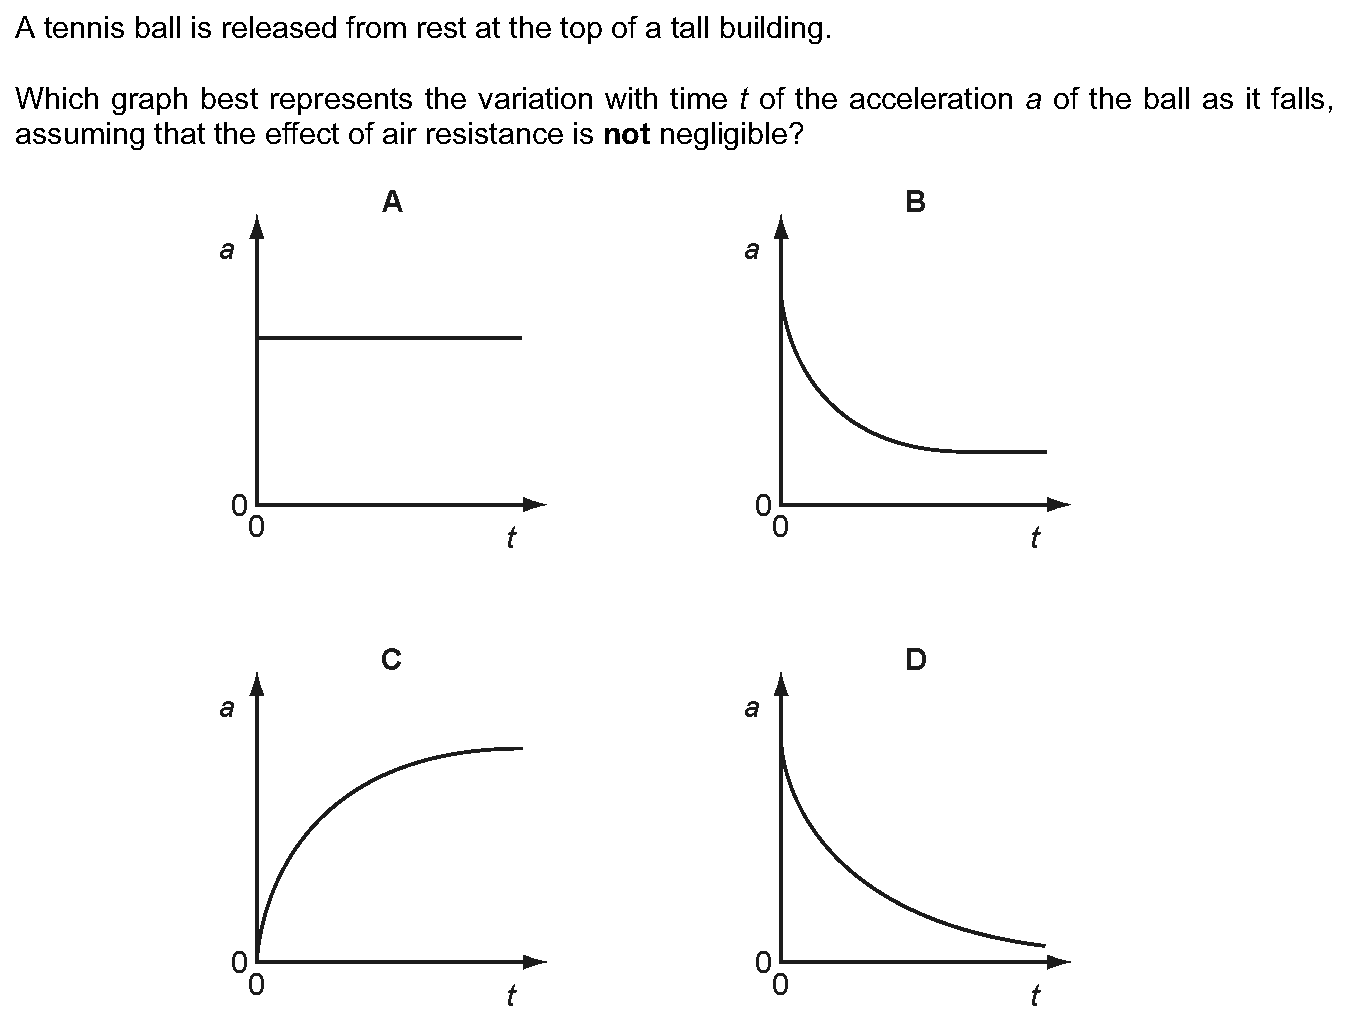 A tennis ball is released from rest at the top of a tall building.
Which graph best represents the variation with time t of the acceleration a of the ball as it falls,
assuming that the effect of air resistance is not negligible?
A
a
0
0
t
B
a
0
0
t
C
a
0
0
t
D
a
0
0
t